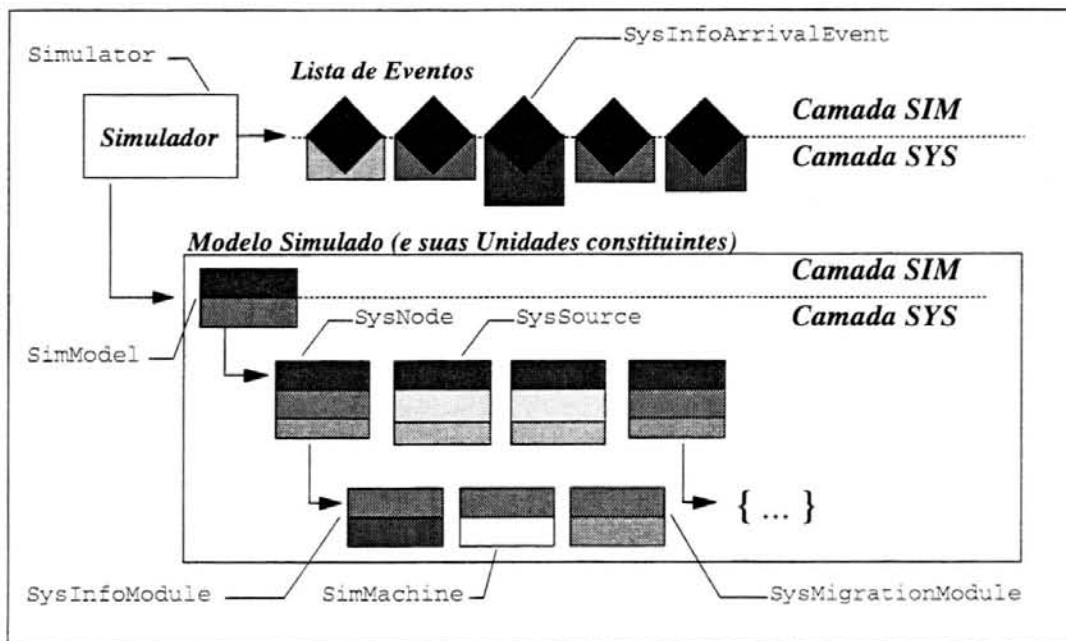 SysInfoArrivalEvent
Simulator
Lista de Eventos
Camada SIM
Simulador
Camada SYS
Modelo Simulado (e suas Unidades constituintes)
Camada SIM
SysNode
SysSource
Camada SYS
SimModel
{ ... }
SysInfoModule
SimMachine
SysMigrationModule